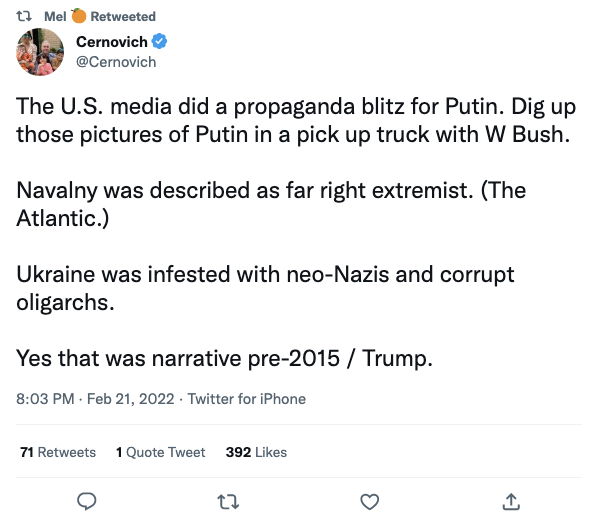 Mel 🍊 Retweeted
Cernovich
@Cernovich
The U.S. media did a propaganda blitz for Putin. Dig up
those pictures of Putin in a pick up truck with W Bush.
Navalny was described as far right extremist. (The
Atlantic.)
Ukraine was infested with neo-Nazis and corrupt
oligarchs.
Yes that was narrative pre-2015 / Trump.
8:03 PM · Feb 21, 2022 · Twitter for iPhone
71 Retweets 1 Quote Tweet 392 Likes